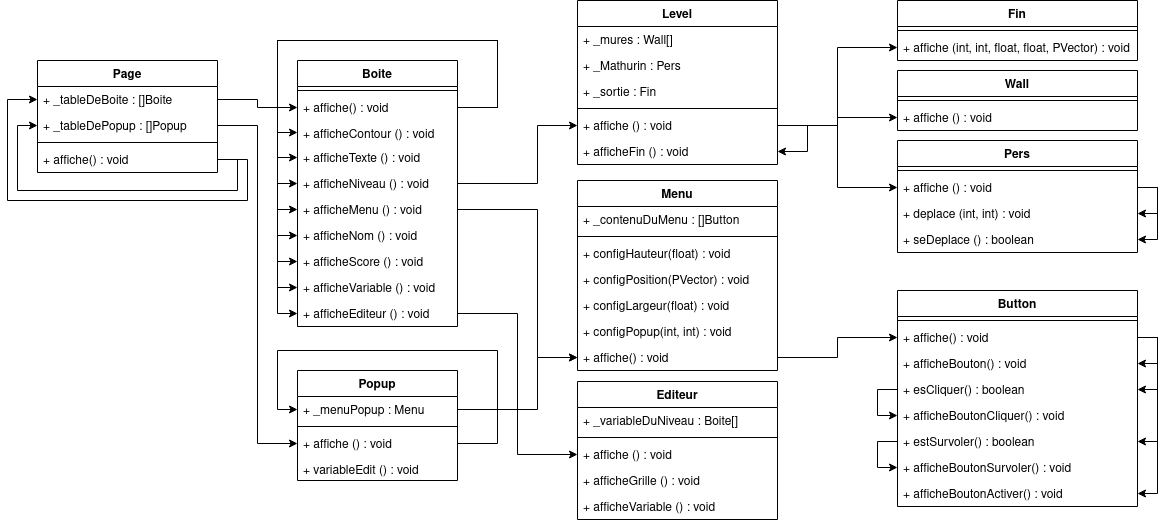 Page
+ _tableDeBoite : []Boite
+ _tableDePopup : []Popup
+ affiche() : void
Boite
+ affiche() : void
+ afficheContour () : void
+ afficheTexte () : void
+ afficheNiveau () : void
+ afficheMenu () : void
+ afficheNom () : void
+ afficheScore () : void
+ afficheVariable () : void
+ afficheEditeur () : void
Popup
+ _menuPopup : Menu
+ affiche () : void
+ variableEdit () : void
Level
+ _mures : Wall[]
+ _Mathurin : Pers
+ _sortie : Fin
+ affiche () : void
+ afficheFin () : void
Menu
+ _contenuDuMenu : []Button
+ configHauteur(float) : void
+ configPosition(PVector) : void
+ configLargeur(float) : void
+ configPopup(int, int) : void
+ affiche() : void
Editeur
+ _variableDuNiveau : Boite[]
+ affiche () : void
+ afficheGrille () : void
+ afficheVariable () : void
Fin
+ affiche (int, int, float, float, PVector) : void
Wall
+ affiche () : void
Pers
+ affiche () : void
+ deplace (int, int) : void
+ seDeplace () : boolean
Button
+ affiche() : void
+ afficheBouton() : void
+ esCliquer() : boolean
+ afficheBoutonCliquer() : void
+ estSurvoler() : boolean
+ afficheBoutonSurvoler() : void
+ afficheBoutonActiver() : void